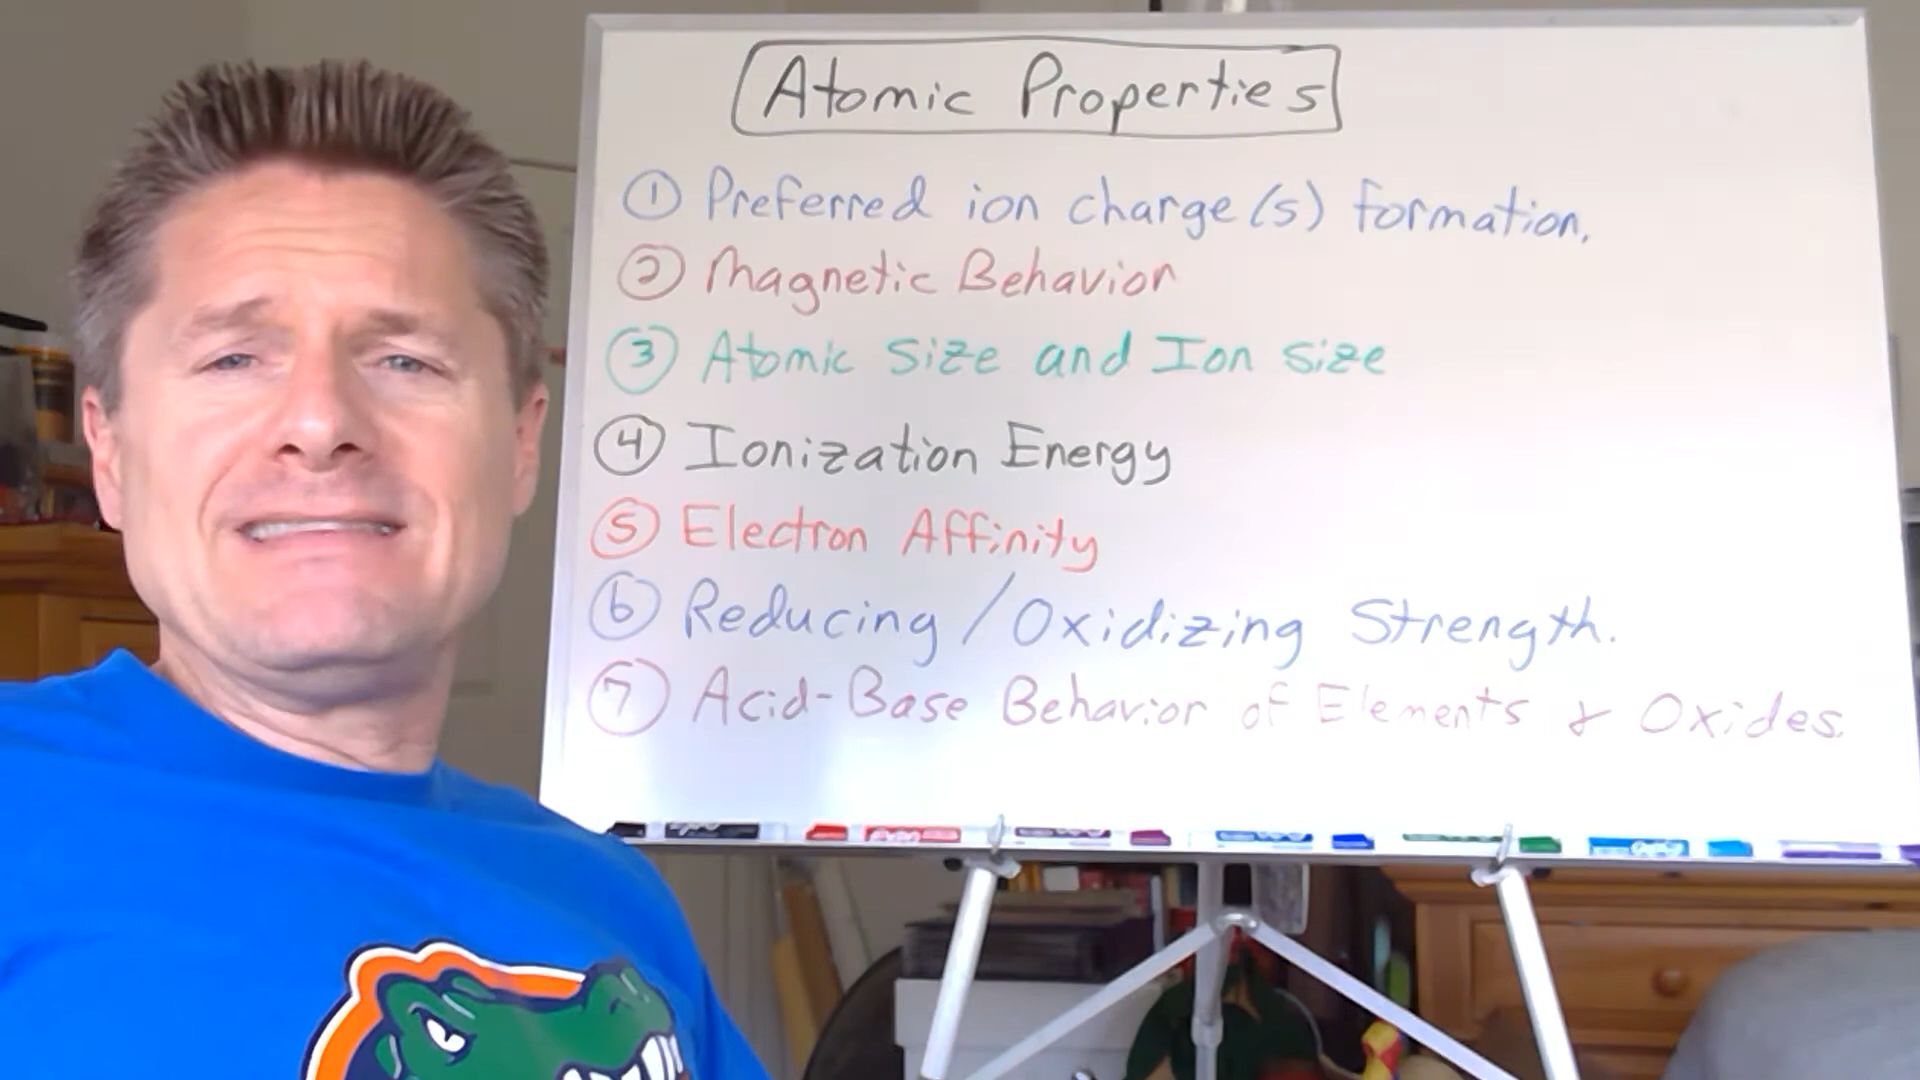 Atomic Properties
① Preferred ion charge(s) formation.
② Magnetic Behavior
③ Atomic Size and Ion size
④ Ionization Energy
⑤ Electron Affinity
⑥ Reducing / Oxidizing Strength.
⑦ Acid-Base Behavior of Elements & Oxides.